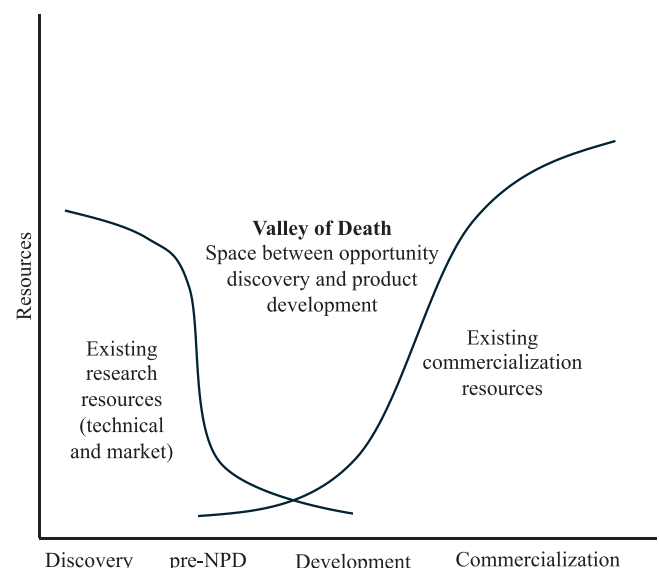 Valley of Death
Space between opportunity
discovery and product
development
Resources
Existing
research
resources
(technical
and market)
Existing
commercialization
resources
Discovery
pre-NPD
Development
Commercialization